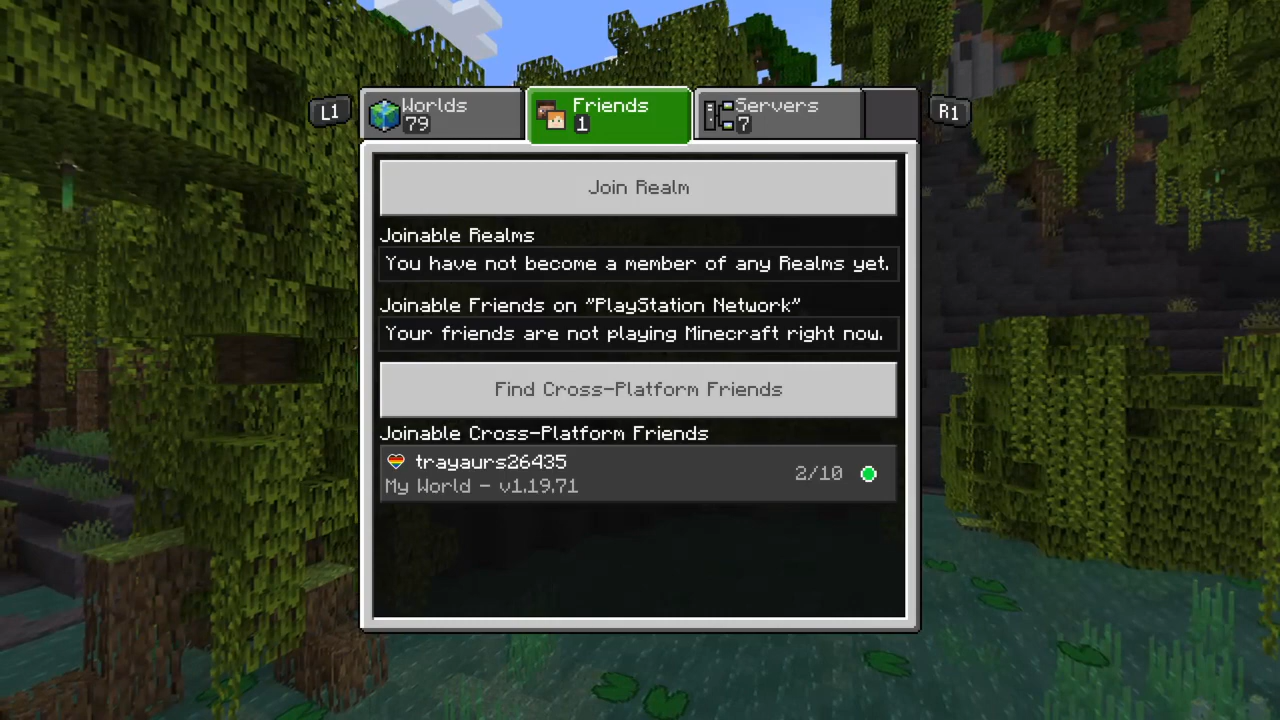 L1
Worlds
79
Friends
1
Servers
7
R1
Join Realm
Joinable Realms
You have not become a member of any Realms yet.
Joinable Friends on "PlayStation Network"
Your friends are not playing Minecraft right now.
Find Cross-Platform Friends
Joinable Cross-Platform Friends
trayaurs26435
2/10
My World - v1.19.71